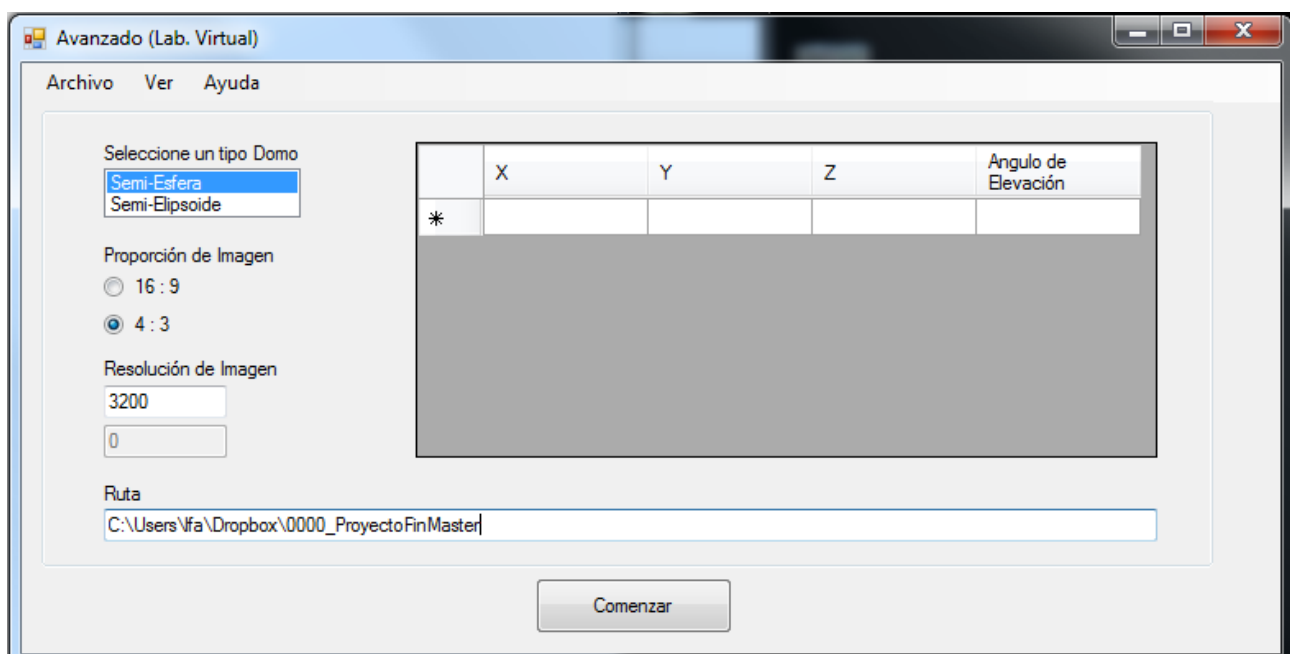 Avanzado (Lab. Virtual)
Archivo Ver Ayuda
Seleccione un tipo Domo
Semi-Esfera
Semi-Elipsoide
Proporción de Imagen
16 : 9
4 : 3
Resolución de Imagen
3200
0
X Y Z Angulo de
Elevación
Ruta
C:\Users\lfa\Dropbox\0000_ProyectoFinMaster
Comenzar